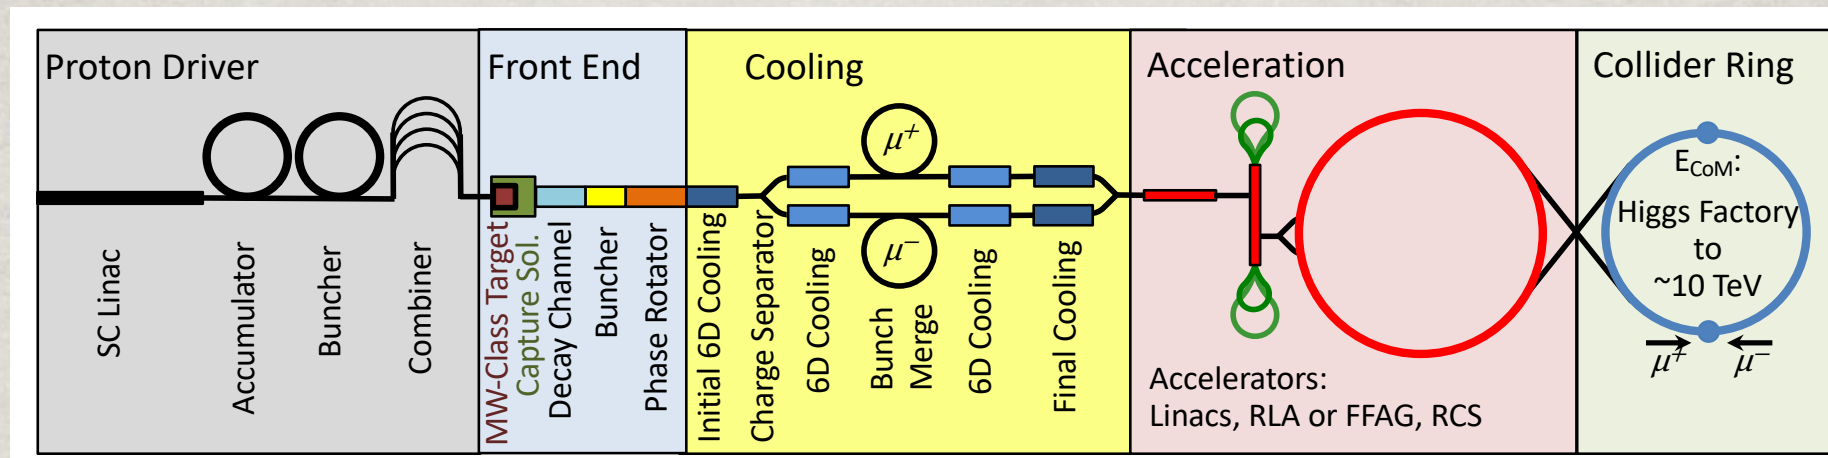 Proton Driver
SC Linac
Accumulator
Buncher
Combiner
Front End
MW-Class Target
Capture Sol.
Decay Channel
Buncher
Phase Rotator
Cooling
μ+
μ−
Initial 6D Cooling
Charge Separator
6D Cooling
Bunch
Merge
6D Cooling
Final Cooling
Acceleration
Accelerators:
Linacs, RLA or FFAG, RCS
Collider Ring
ECoM:
Higgs Factory
to
~10 TeV
μ+ μ−